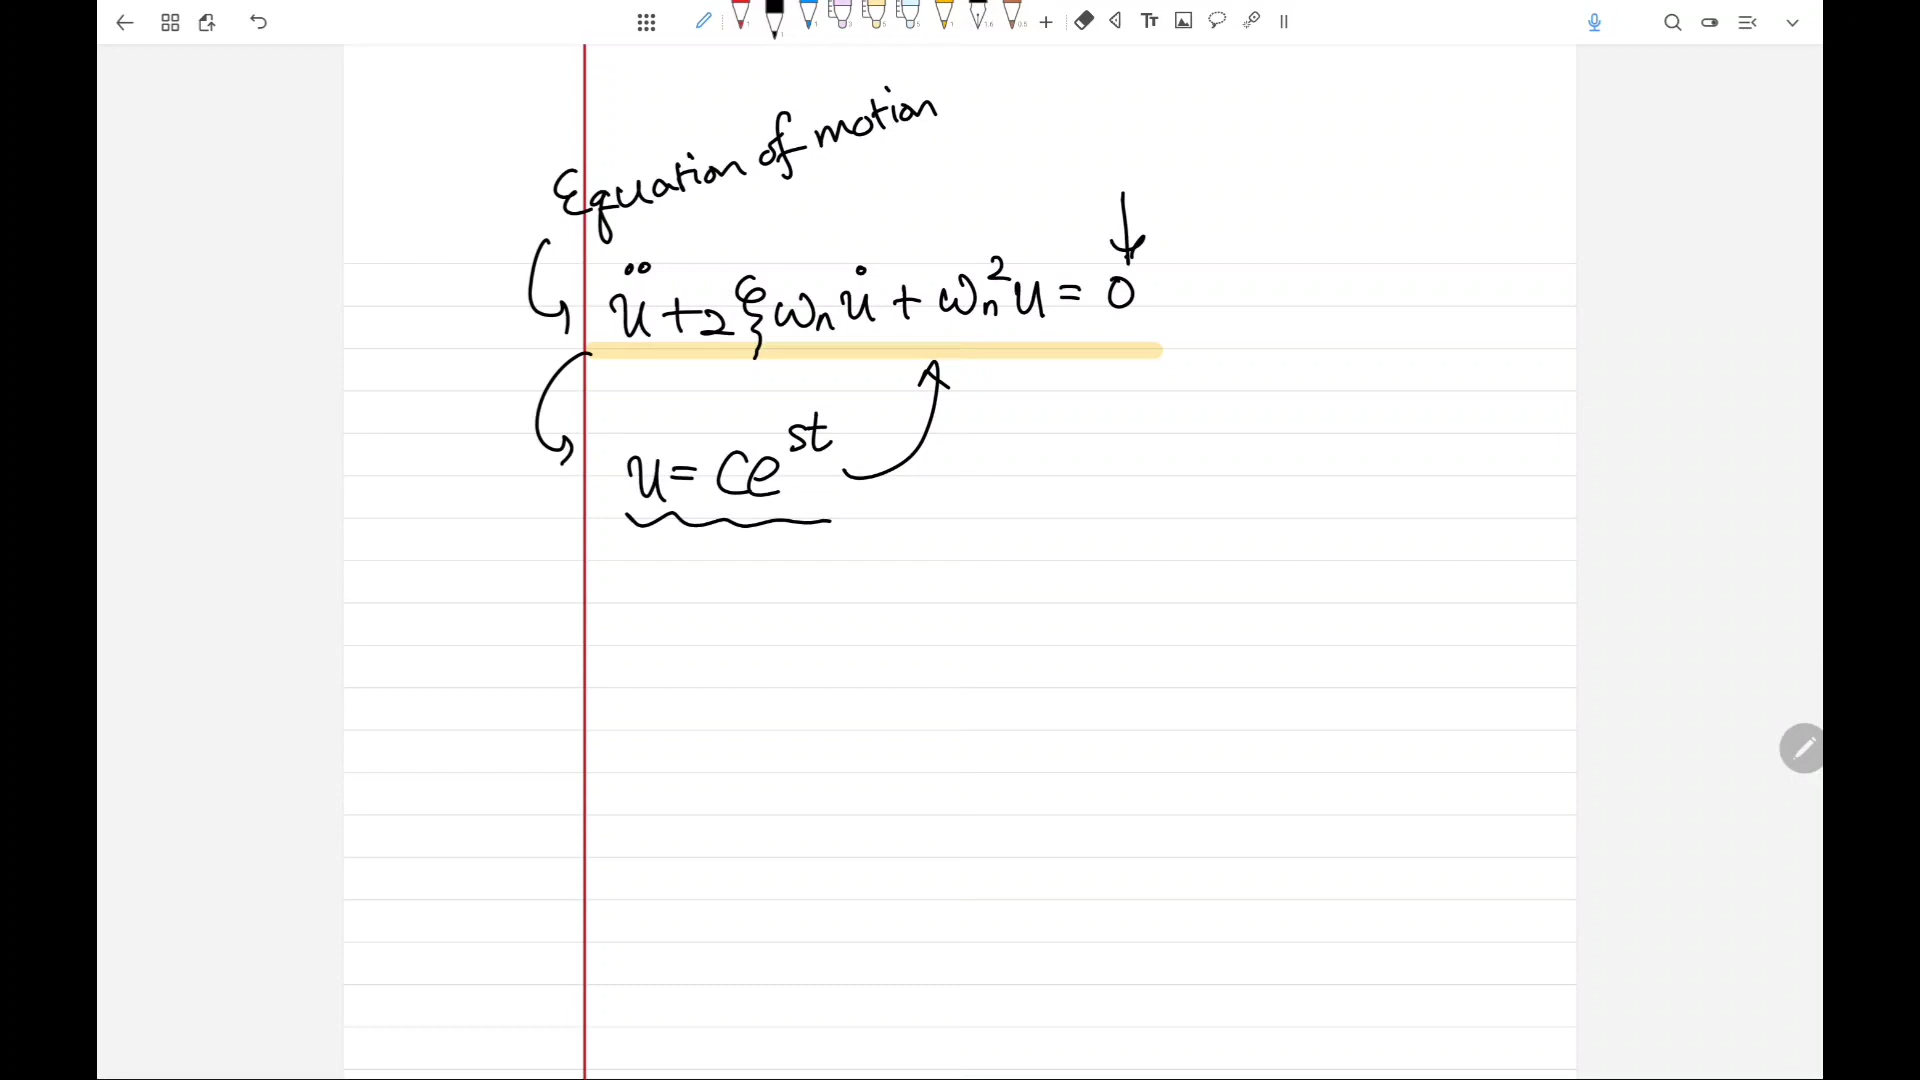 Equation of motion
ü + 2ξωₙu̇ + ωₙ²u = 0
u = Ce^st